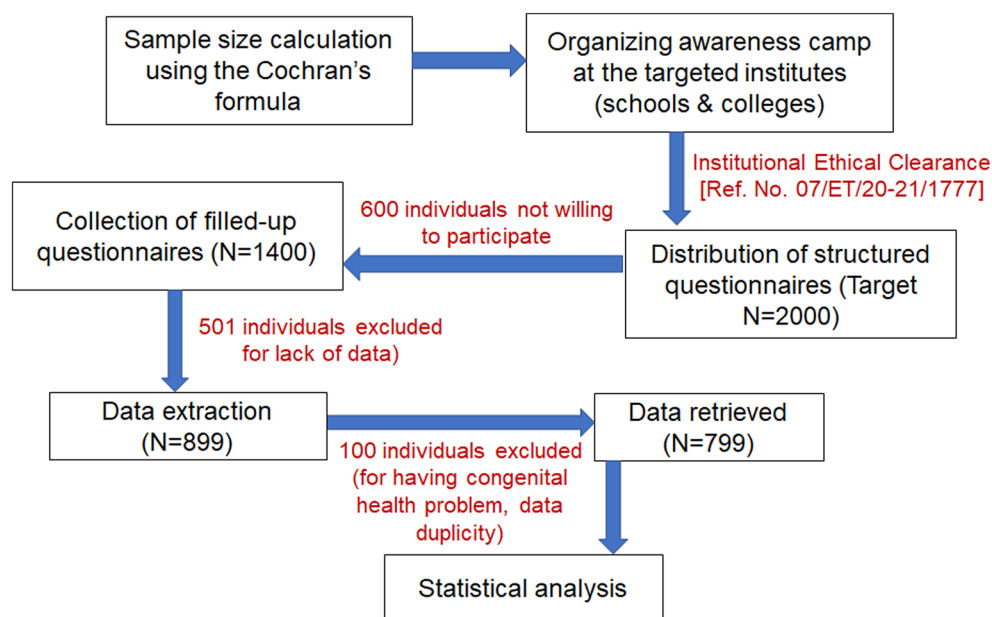 Sample size calculation
using the Cochran's
formula
Organizing awareness camp
at the targeted institutes
(schools & colleges)
Institutional Ethical Clearance
[Ref. No. 07/ET/20-21/1777]
Distribution of structured
questionnaires (Target
N=2000)
600 individuals not willing
to participate
Collection of filled-up
questionnaires (N=1400)
501 individuals excluded
for lack of data)
Data extraction
(N=899)
100 individuals excluded
(for having congenital
health problem, data
duplicity)
Data retrieved
(N=799)
Statistical analysis